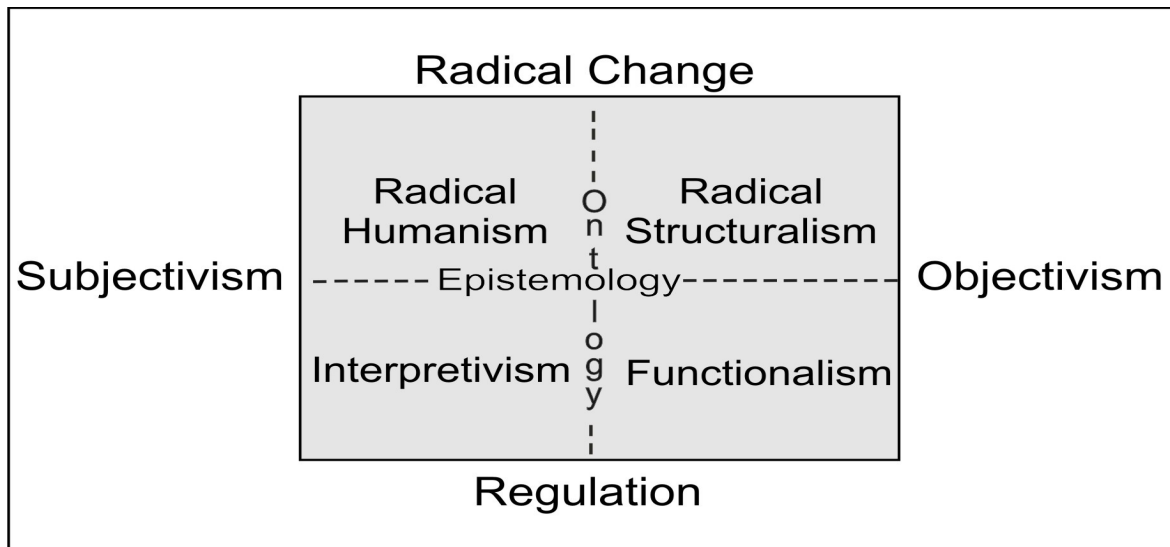 Radical Change
Radical
Humanism
Radical
Structuralism
Ontology
Subjectivism
Epistemology
Objectivism
Interpretivism
Functionalism
Regulation